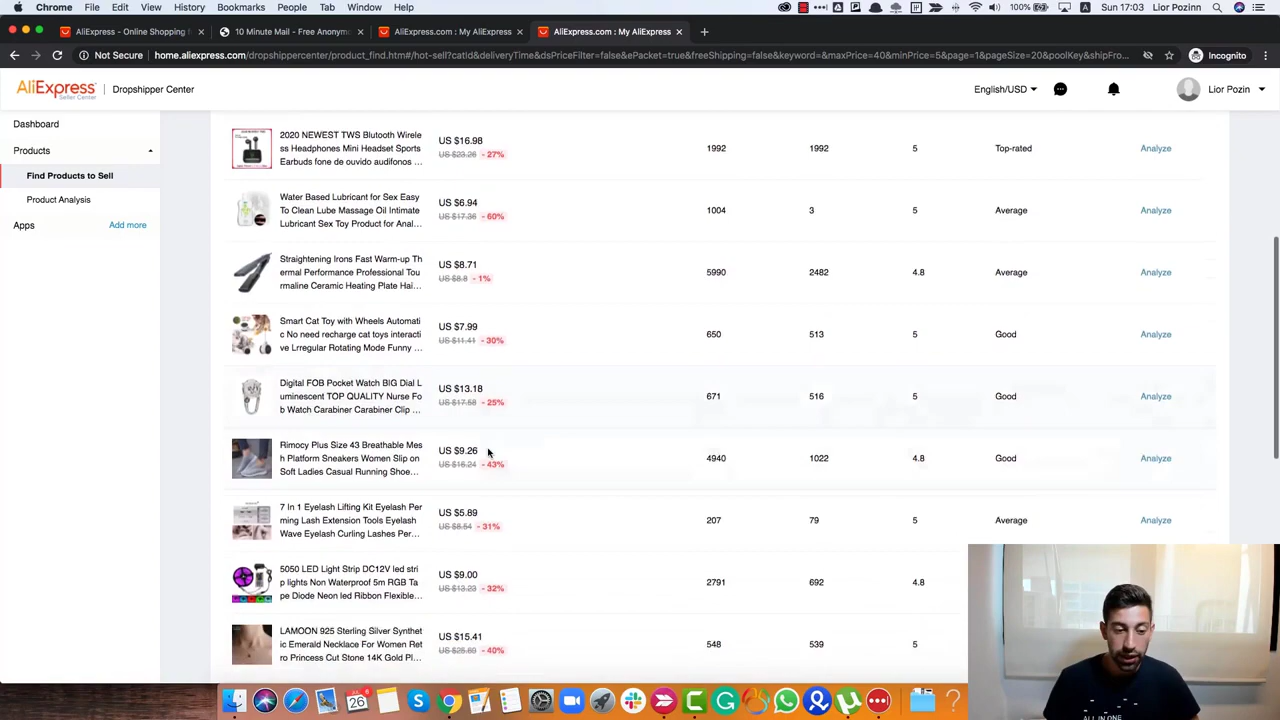 Chrome File Edit View History Bookmarks People Tab Window Help 100% Sun 17:03 Lior Pozinn
AliExpress - Online Shopping f 10 Minute Mail - Free Anonym AliExpress.com : My AliExpress AliExpress.com : My AliExpress
Not Secure home.aliexpress.com/dropshippercenter/product_find.htm#/hot-sell?catId&deliveryTime&dsPriceFilter=false&ePacket=true&freeShipping=false&keyword=&maxPrice=40&minPrice=5&page=1&pageSize=20&poolKey&shipFro... Incognito
AliExpress Dropshipper Center English/USD Lior Pozin
Seller Center
Dashboard
Products
Find Products to Sell
Product Analysis
Apps Add more
2020 NEWEST TWS Blutooth Wirele
ss Headphones Mini Headset Sports
Earbuds fone de ouvido audifonos ...
US $16.98
US $23.26 - 27%
1992 1992 5 Top-rated Analyze
Water Based Lubricant for Sex Easy
To Clean Lube Massage Oil Intimate
Lubricant Sex Toy Product for Anal...
US $6.94
US $17.36 - 60%
1004 3 5 Average Analyze
Straightening Irons Fast Warm-up Th
ermal Performance Professional Tou
rmaline Ceramic Heating Plate Hai...
US $8.71
US $8.8 - 1%
5990 2482 4.8 Average Analyze
Smart Cat Toy with Wheels Automati
c No need recharge cat toys interacti
ve Lrregular Rotating Mode Funny ...
US $7.99
US $11.41 - 30%
650 513 5 Good Analyze
Digital FOB Pocket Watch BIG Dial L
uminescent TOP QUALITY Nurse Fo
b Watch Carabiner Carabiner Clip ...
US $13.18
US $17.58 - 25%
671 516 5 Good Analyze
Rimocy Plus Size 43 Breathable Mes
h Platform Sneakers Women Slip on
Soft Ladies Casual Running Shoe...
US $9.26
US $16.24 - 43%
4940 1022 4.8 Good Analyze
7 In 1 Eyelash Lifting Kit Eyelash Per
ming Lash Extension Tools Eyelash
Wave Eyelash Curling Lashes Per...
US $5.89
US $8.54 - 31%
207 79 5 Average Analyze
5050 LED Light Strip DC12V led stri
p lights Non Waterproof 5m RGB Ta
pe Diode Neon led Ribbon Flexible...
US $9.00
US $13.23 - 32%
2791 692 4.8
LAMOON 925 Sterling Silver Synthet
ic Emerald Necklace For Women Ret
ro Princess Cut Stone 14K Gold Pl...
US $15.41
US $25.69 - 40%
548 539 5
ALL IN ONE